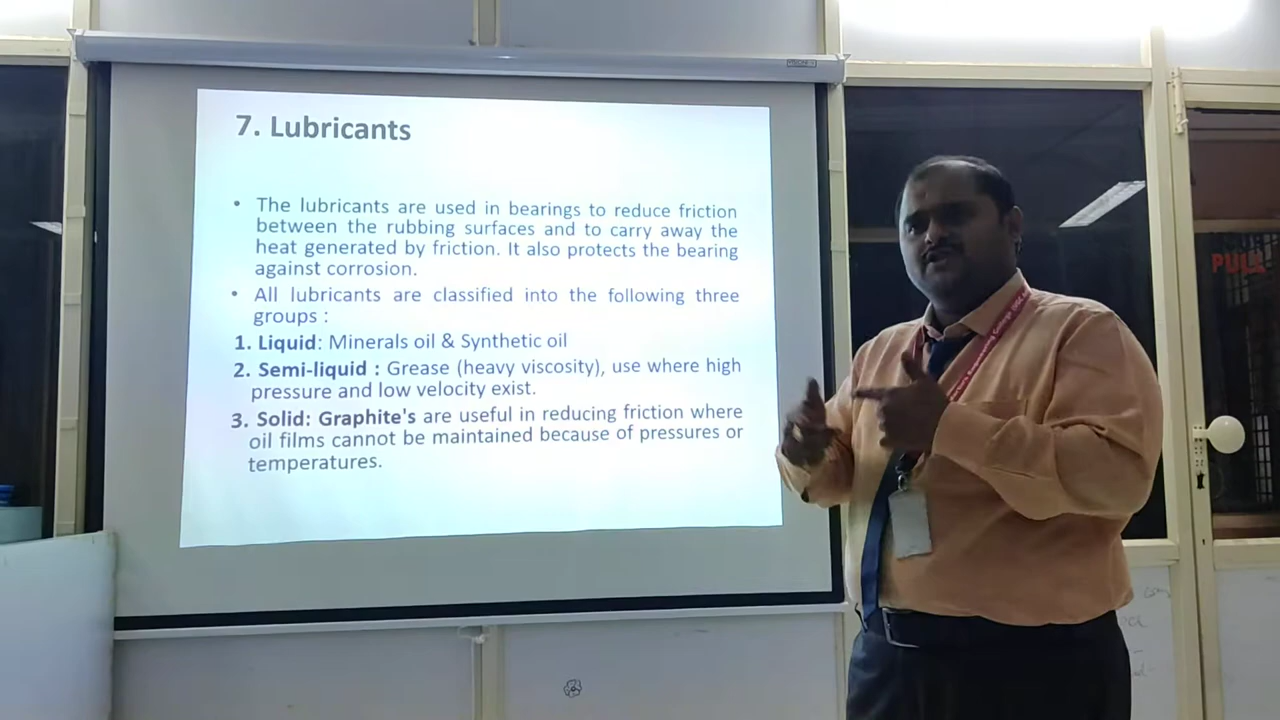 7. Lubricants
• The lubricants are used in bearings to reduce friction
between the rubbing surfaces and to carry away the
heat generated by friction. It also protects the bearing
against corrosion.
• All lubricants are classified into the following three
groups :
1. Liquid: Minerals oil & Synthetic oil
2. Semi-liquid : Grease (heavy viscosity), use where high
pressure and low velocity exist.
3. Solid: Graphite's are useful in reducing friction where
oil films cannot be maintained because of pressures or
temperatures.
PULL